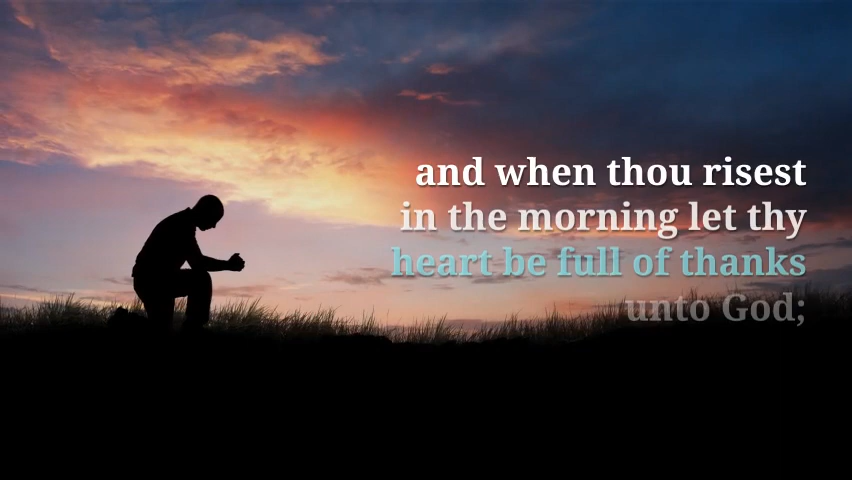 and when thou risest
in the morning let thy
heart be full of thanks
unto God;